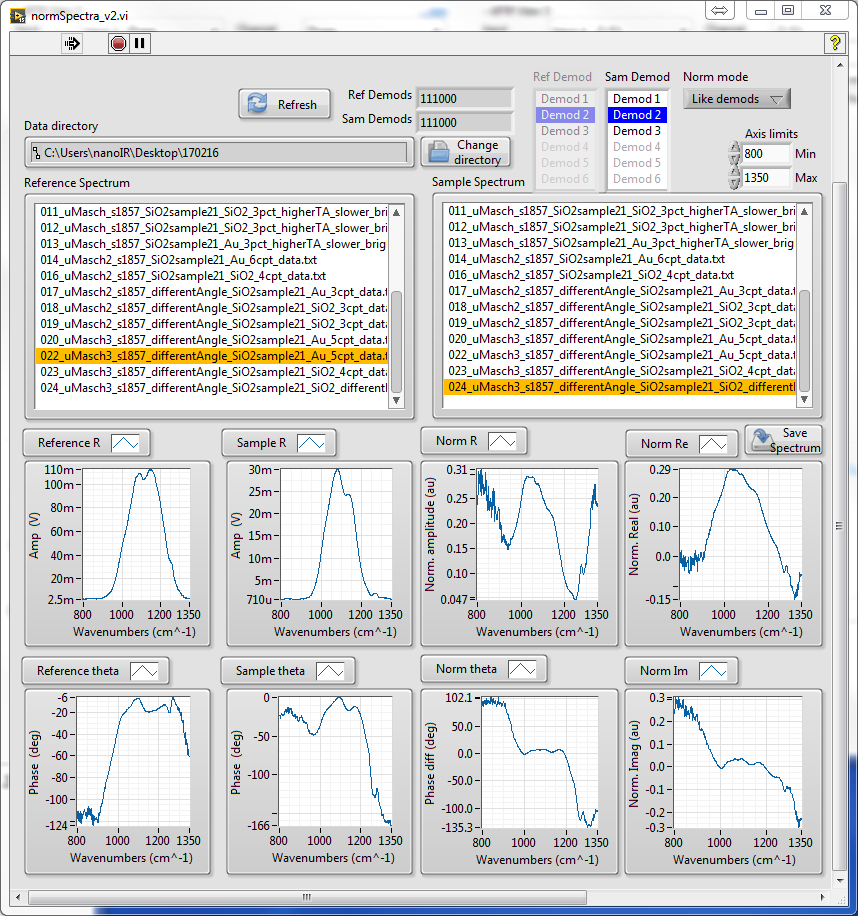 normSpectra_v2.vi
Refresh
Ref Demods 111000
Sam Demods 111000
Ref Demod Sam Demod Norm mode
Demod 1 Demod 1 Like demods
Demod 2 Demod 2
Demod 3 Demod 3
Demod 4 Demod 4
Demod 5 Demod 5
Demod 6 Demod 6
Axis limits
800 Min
1350 Max
Data directory
C:\Users\nanoIR\Desktop\170216
Change
directory
Reference Spectrum
011_uMasch_s1857_SiO2sample21_SiO2_3pct_higherTA_slower_bri
012_uMasch_s1857_SiO2sample21_SiO2_3pct_higherTA_slower_bri
013_uMasch_s1857_SiO2sample21_Au_3pct_higherTA_slower_brig
014_uMasch2_s1857_SiO2sample21_Au_6cpt_data.txt
016_uMasch2_s1857_SiO2sample21_SiO2_4cpt_data.txt
017_uMasch2_s1857_differentAngle_SiO2sample21_Au_3cpt_data.t
018_uMasch2_s1857_differentAngle_SiO2sample21_SiO2_3cpt_data
019_uMasch2_s1857_differentAngle_SiO2sample21_SiO2_3cpt_data
020_uMasch3_s1857_differentAngle_SiO2sample21_Au_5cpt_data.t
022_uMasch3_s1857_differentAngle_SiO2sample21_Au_5cpt_data.t
023_uMasch3_s1857_differentAngle_SiO2sample21_SiO2_4cpt_data
024_uMasch3_s1857_differentAngle_SiO2sample21_SiO2_differentl
Sample Spectrum
011_uMasch_s1857_SiO2sample21_SiO2_3pct_higherTA_slower_bri
012_uMasch_s1857_SiO2sample21_SiO2_3pct_higherTA_slower_bri
013_uMasch_s1857_SiO2sample21_Au_3pct_higherTA_slower_brig
014_uMasch2_s1857_SiO2sample21_Au_6cpt_data.txt
016_uMasch2_s1857_SiO2sample21_SiO2_4cpt_data.txt
017_uMasch2_s1857_differentAngle_SiO2sample21_Au_3cpt_data.t
018_uMasch2_s1857_differentAngle_SiO2sample21_SiO2_3cpt_data
019_uMasch2_s1857_differentAngle_SiO2sample21_SiO2_3cpt_data
020_uMasch3_s1857_differentAngle_SiO2sample21_Au_5cpt_data.t
022_uMasch3_s1857_differentAngle_SiO2sample21_Au_5cpt_data.t
023_uMasch3_s1857_differentAngle_SiO2sample21_SiO2_4cpt_data
024_uMasch3_s1857_differentAngle_SiO2sample21_SiO2_differentl
Save
Spectrum
Reference R
Amp (V)
110m
100m
80m
60m
40m
20m
2.5m
800 1000 1200 1350
Wavenumbers (cm^-1)
Sample R
Amp (V)
30m
25m
20m
15m
10m
5m
710u
800 1000 1200 1350
Wavenumbers (cm^-1)
Norm R
Norm. amplitude (au)
0.31
0.25
0.20
0.15
0.10
0.047
800 1000 1200 1350
Wavenumbers (cm^-1)
Norm Re
Norm. Real (au)
0.29
0.20
0.10
0.0
-0.15
800 1000 1200 1350
Wavenumbers (cm^-1)
Reference theta
Phase (deg)
-6
-20
-40
-60
-80
-100
-124
800 1000 1200 1350
Wavenumbers (cm^-1)
Sample theta
Phase (deg)
0
-50
-100
-166
800 1000 1200 1350
Wavenumbers (cm^-1)
Norm theta
Phase diff (deg)
102.1
50.0
0.0
-50.0
-100.0
-135.3
800 1000 1200 1350
Wavenumbers (cm^-1)
Norm Im
Norm. Imag (au)
0.3
0.2
0.1
0.0
-0.1
-0.2
-0.3
800 1000 1200 1350
Wavenumbers (cm^-1)